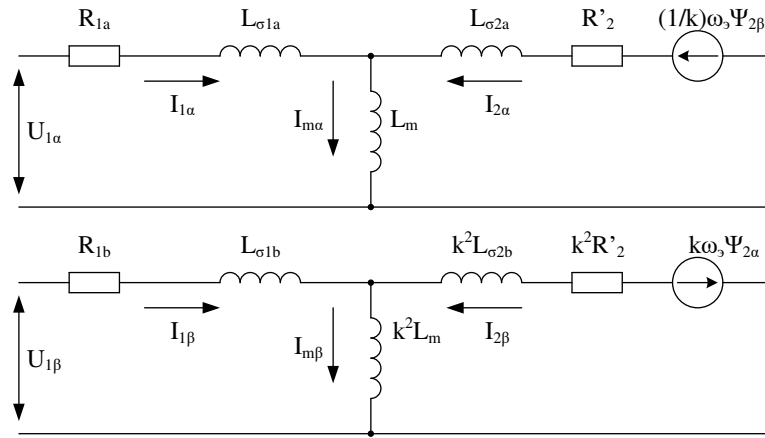 R₁ₐ
Lσ₁ₐ
Lσ₂ₐ
R’₂
(1/k)ωэΨ₂β
I₁α
I₂α
Imα
Lm
U₁α
R₁b
Lσ₁b
k²Lσ₂b
k²R’₂
kωэΨ₂α
I₁β
I₂β
Imβ
k²Lm
U₁β